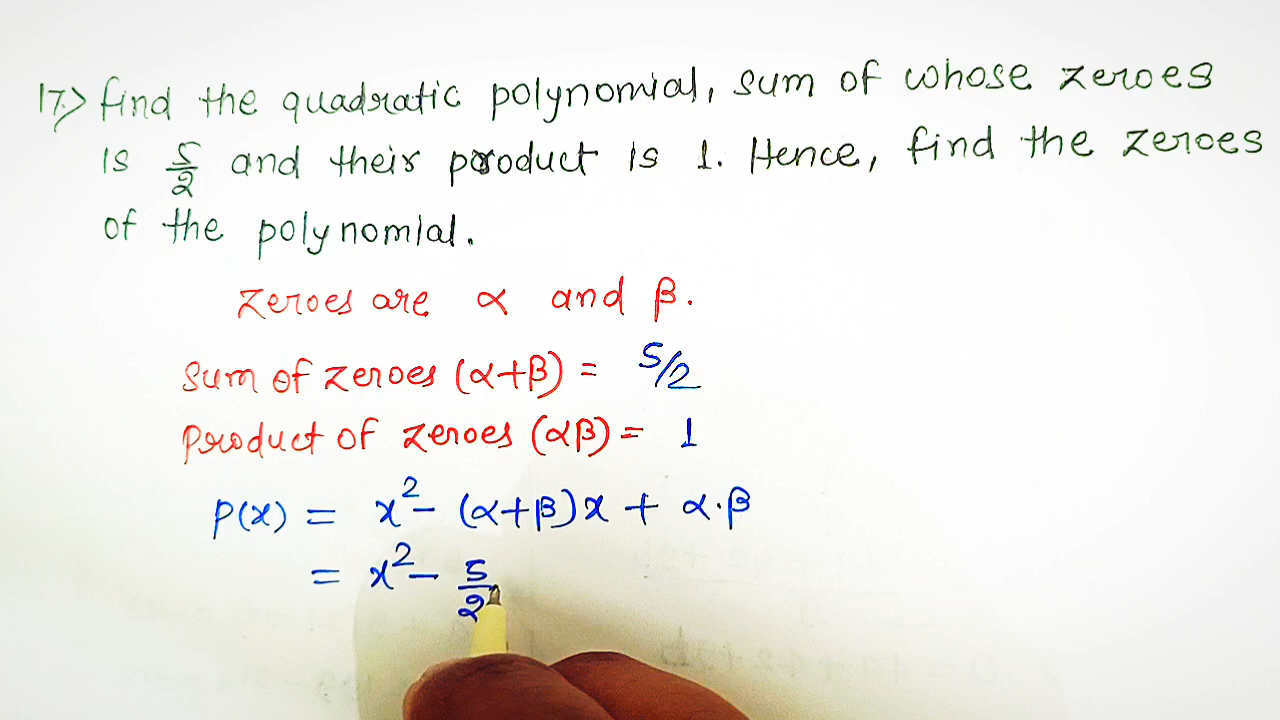 17.> find the quadratic polynomial, sum of whose zeroes
is 5/2 and their product is 1. Hence, find the zeroes
of the polynomial.
zeroes are α and β.
Sum of zeroes (α+β) = 5/2
Product of zeroes (αβ) = 1
P(x) = x² - (α+β)x + α·β
= x² - 5/2